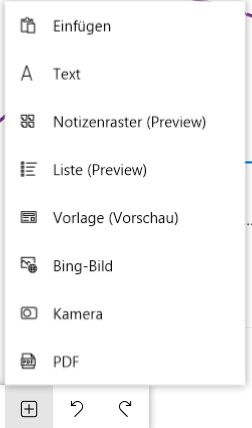 Einfügen
Text
Notizenraster (Preview)
Liste (Preview)
Vorlage (Vorschau)
Bing-Bild
Kamera
PDF